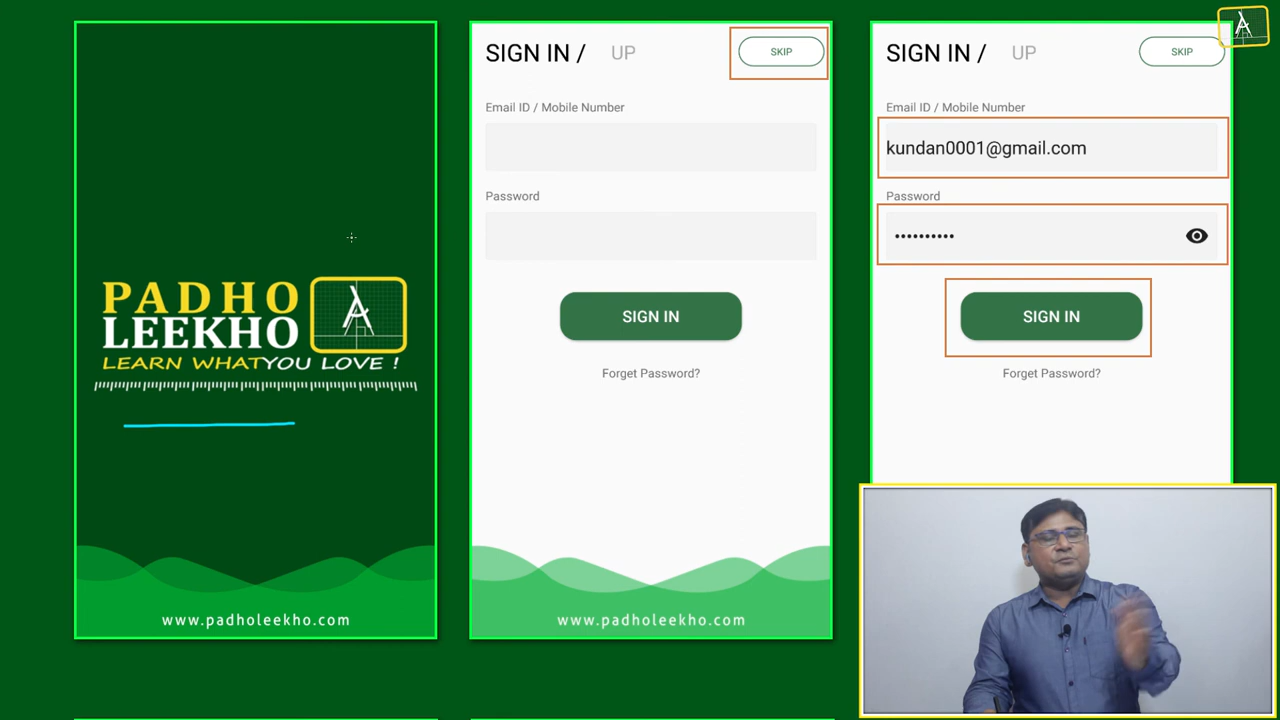 PADHO
LEEKHO
LEARN WHAT YOU LOVE !
www.padholeekho.com
SIGN IN / UP
SKIP
Email ID / Mobile Number
Password
SIGN IN
Forget Password?
www.padholeekho.com
SIGN IN / UP
SKIP
Email ID / Mobile Number
kundan0001@gmail.com
Password
••••••••••
SIGN IN
Forget Password?